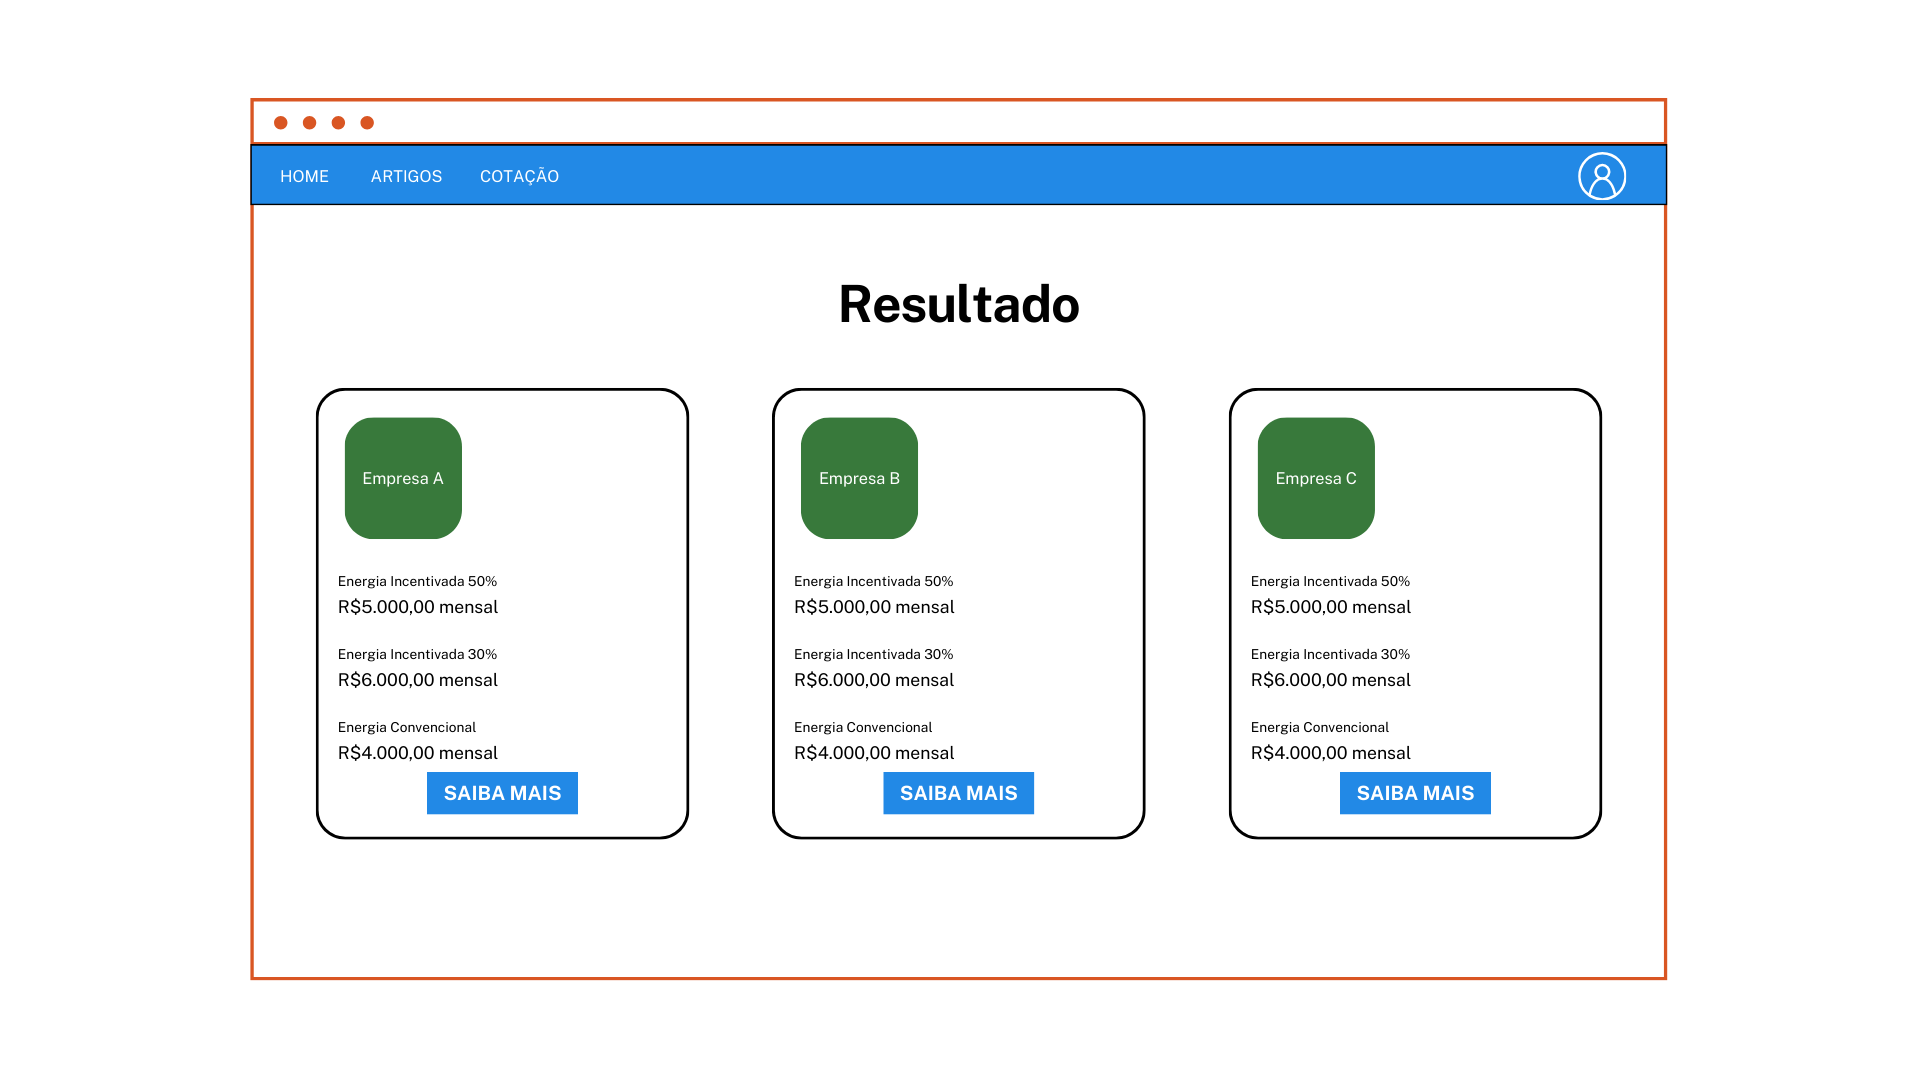 HOME ARTIGOS COTAÇÃO
Resultado
Empresa A
Energia Incentivada 50%
R$5.000,00 mensal
Energia Incentivada 30%
R$6.000,00 mensal
Energia Convencional
R$4.000,00 mensal
SAIBA MAIS
Empresa B
Energia Incentivada 50%
R$5.000,00 mensal
Energia Incentivada 30%
R$6.000,00 mensal
Energia Convencional
R$4.000,00 mensal
SAIBA MAIS
Empresa C
Energia Incentivada 50%
R$5.000,00 mensal
Energia Incentivada 30%
R$6.000,00 mensal
Energia Convencional
R$4.000,00 mensal
SAIBA MAIS